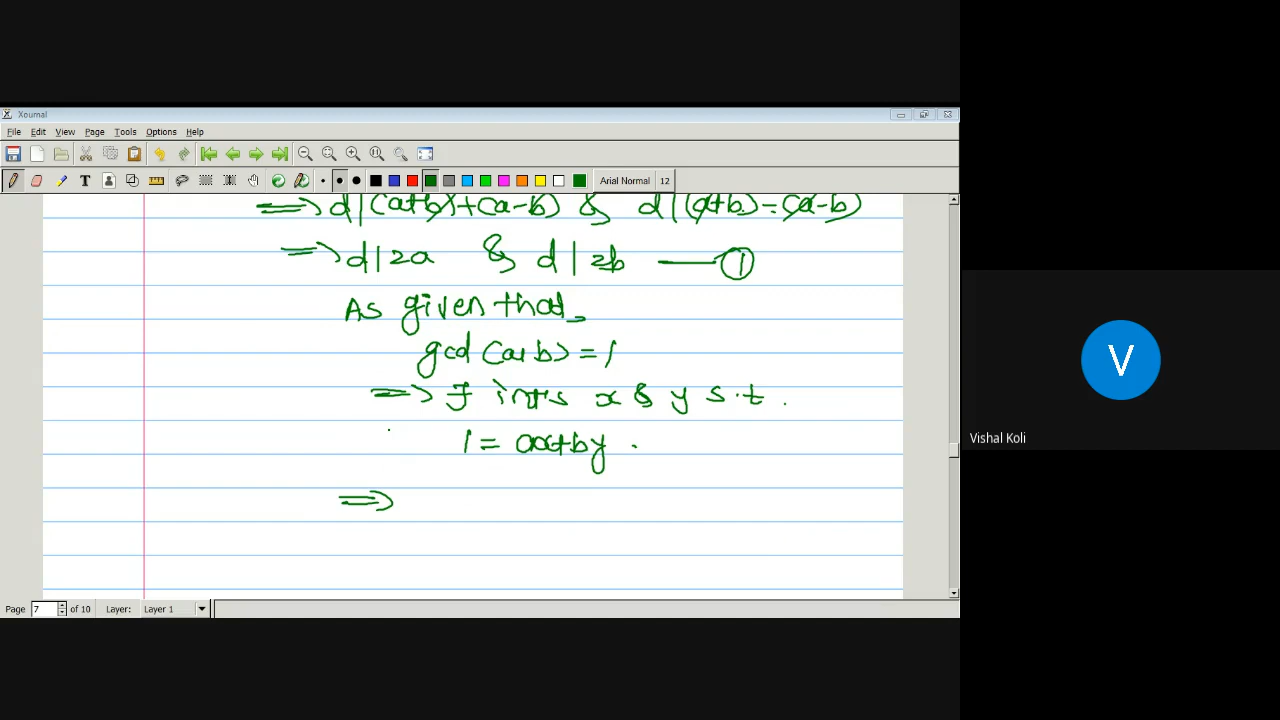 Xournal
File Edit View Page Tools Options Help
T Arial Normal 12
⟹ d|(a+b)+(a-b) & d|(a+b)-(a-b)
⟹ d|2a & d|2b —— ①
As given that,
gcd(a,b)=1
⟹ ∃ ints x & y s.t.
1 = ax+by.
⟹
V
Vishal Koli
Page 7 of 10 Layer: Layer 1